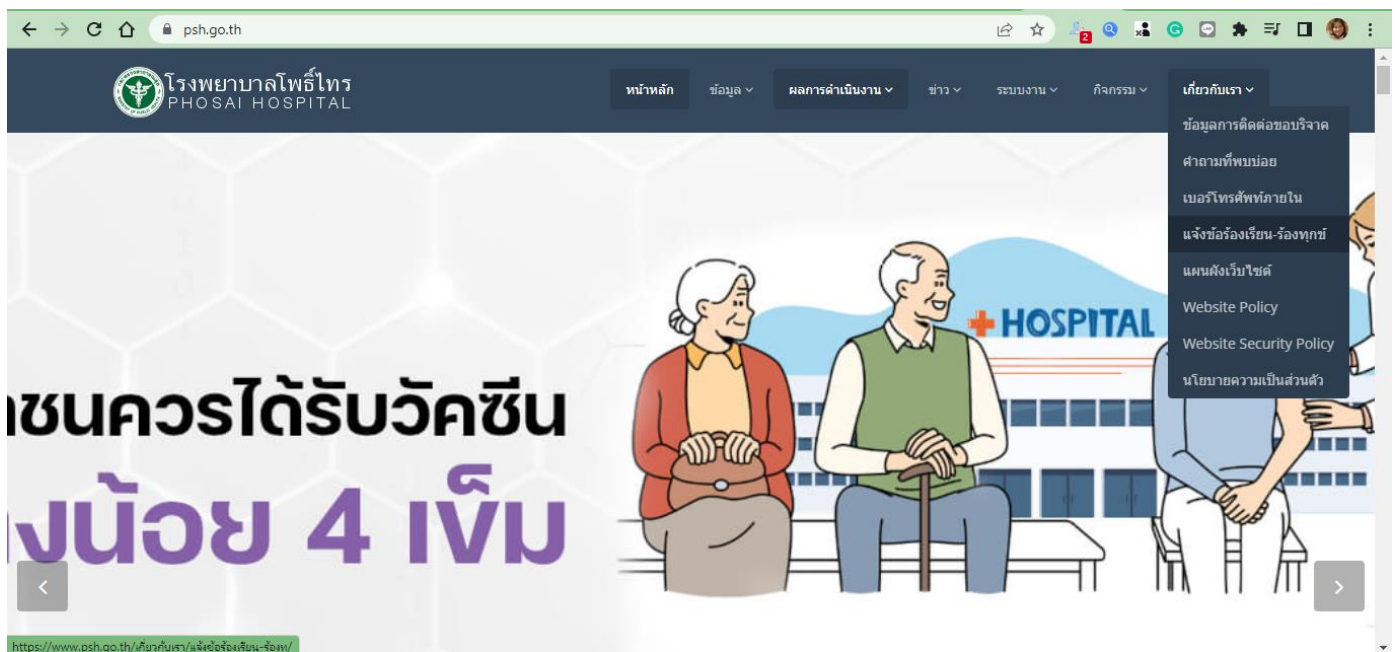 psh.go.th
2
โรงพยาบาลโพธิ์ไทร
PHOSAI HOSPITAL
หน้าหลัก ข้อมูล ผลการดำเนินงาน ข่าว ระบบงาน กิจกรรม เกี่ยวกับเรา
ข้อมูลการติดต่อขอบริจาค
คำถามที่พบบ่อย
เบอร์โทรศัพท์ภายใน
แจ้งข้อร้องเรียน-ร้องทุกข์
แผนผังเว็บไซต์
Website Policy
Website Security Policy
นโยบายความเป็นส่วนตัว
HOSPITAL
าชนควรได้รับวัคซีน
างน้อย 4 เข็ม
https://www.psh.go.th/เกี่ยวกับเรา/แจ้งข้อร้องเรียน-ร้องท/